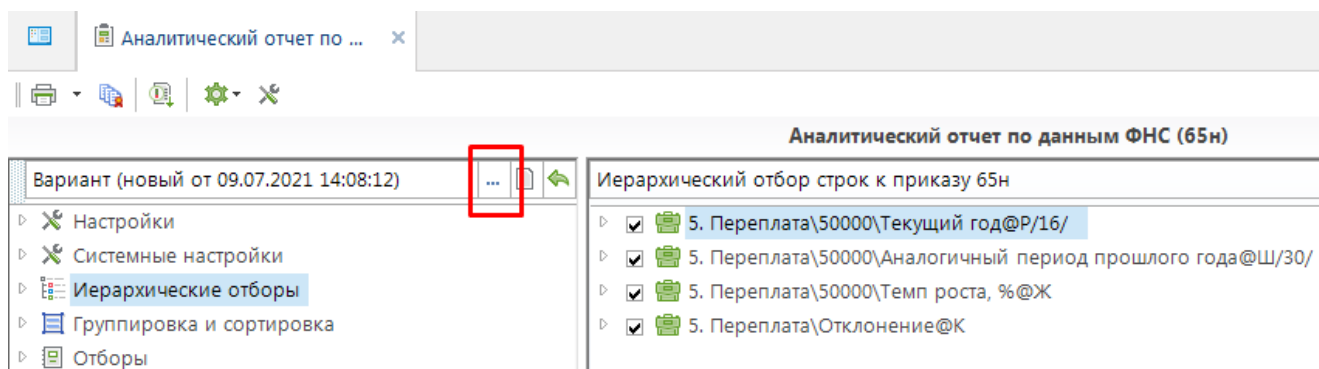 Аналитический отчет по ...
Аналитический отчет по данным ФНС (65н)
Вариант (новый от 09.07.2021 14:08:12)
...
Иерархический отбор строк к приказу 65н
Настройки
Системные настройки
Иерархические отборы
Группировка и сортировка
Отборы
5. Переплата\50000\Текущий год@Р/16/
5. Переплата\50000\Аналогичный период прошлого года@Ш/30/
5. Переплата\50000\Темп роста, %@Ж
5. Переплата\Отклонение@К